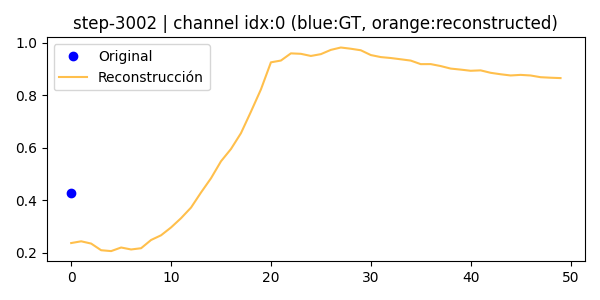 step-3002 | channel idx:0 (blue:GT, orange:reconstructed)
Original
Reconstrucción
1.0
0.8
0.6
0.4
0.2
0 10 20 30 40 50